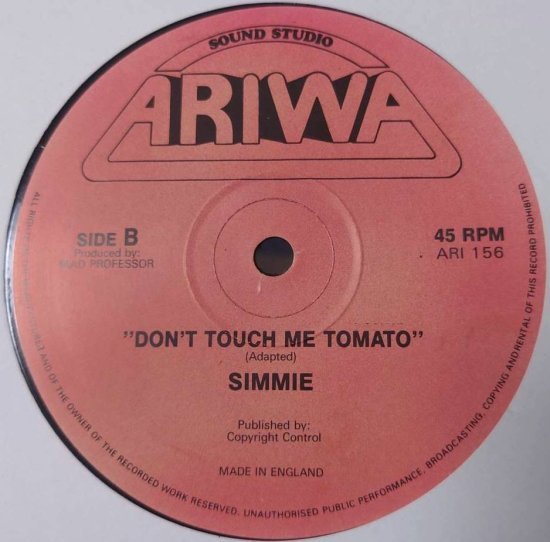 SOUND STUDIO
ARIWA
SIDE B
Produced by:
MAD PROFESSOR
45 RPM
ARI 156
"DON'T TOUCH ME TOMATO"
(Adapted)
SIMMIE
Published by:
Copyright Control
MADE IN ENGLAND
ALL RIGHTS AND OF THE OWNER OF THE RECORDED WORK RESERVED. UNAUTHORISED PUBLIC PERFORMANCE, BROADCASTING, COPYING AND RENTAL OF THIS RECORD PROHIBITED